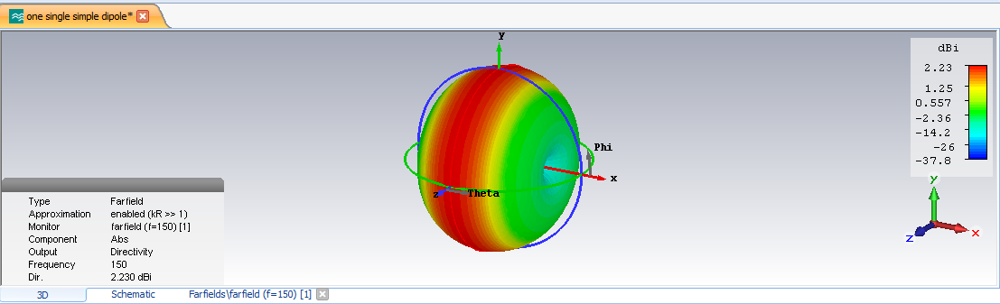 one single simple dipole*
y
Phi
x
z
Theta
dBi
2.23
1.25
0.557
-2.36
-14.2
-26
-37.8
y
x
z
Type Farfield
Approximation enabled (kR >> 1)
Monitor farfield (f=150) [1]
Component Abs
Output Directivity
Frequency 150
Dir. 2.230 dBi
3D Schematic Farfields\farfield (f=150) [1]